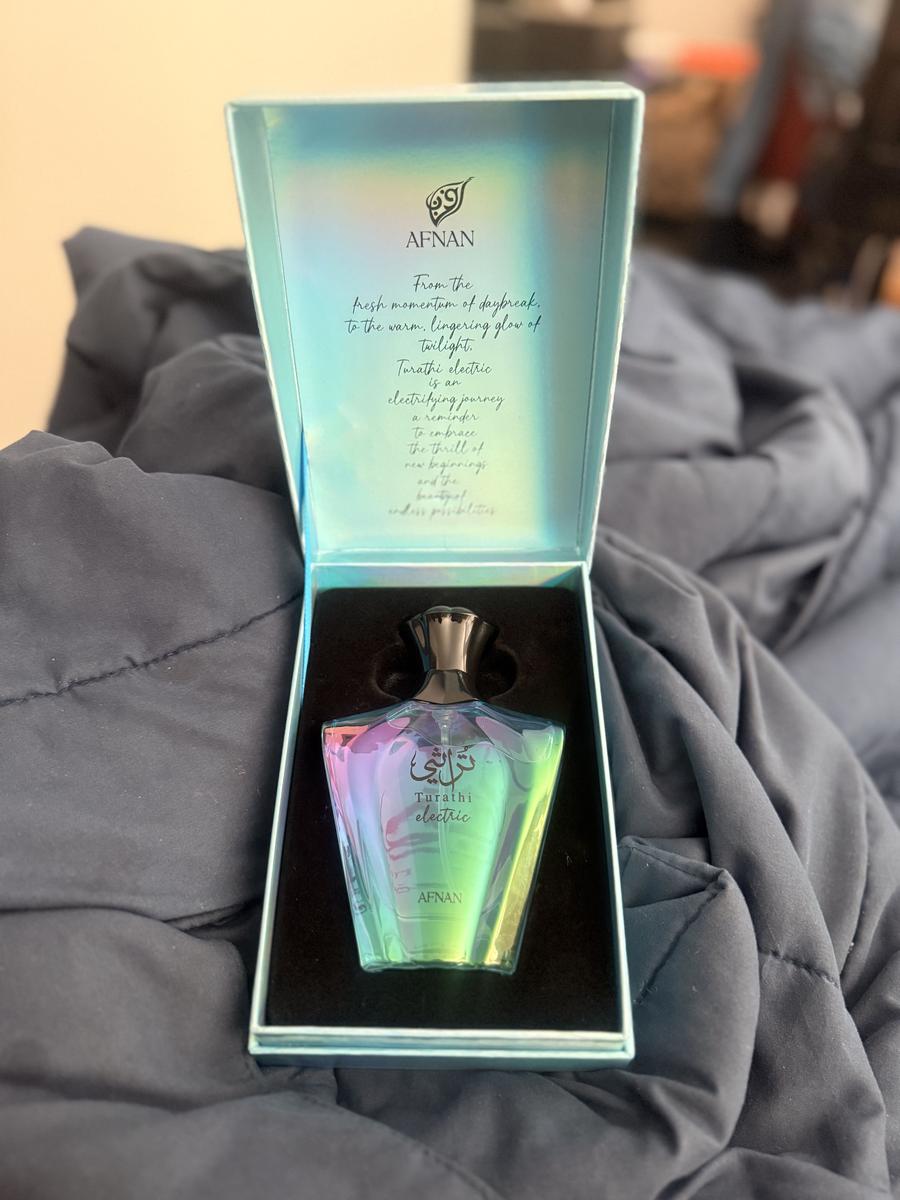 أفنان
AFNAN
From the
fresh momentum of daybreak,
to the warm, lingering glow of
twilight,
Turathi electric
is an
electrifying journey
a reminder
to embrace
the thrill of
new beginnings
and the
beauty of
endless possibilities
تراثي
Turathi
electric
AFNAN